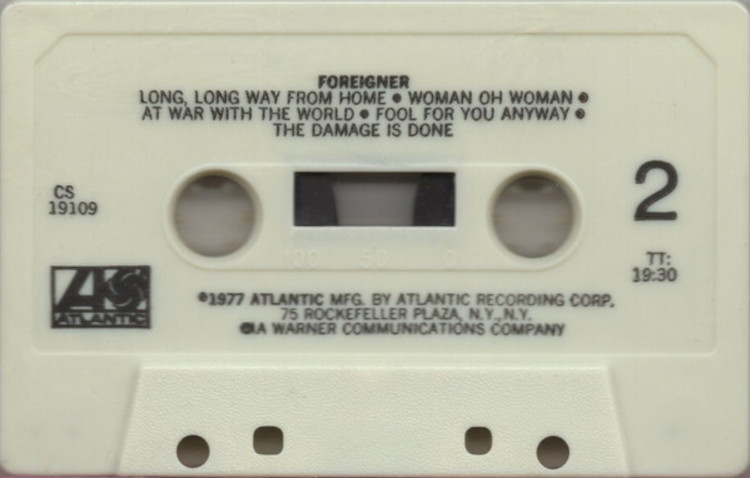 FOREIGNER
LONG, LONG WAY FROM HOME • WOMAN OH WOMAN •
AT WAR WITH THE WORLD • FOOL FOR YOU ANYWAY •
THE DAMAGE IS DONE
CS
19109
2
TT:
19:30
100 50 0
ATLANTIC
℗1977 ATLANTIC MFG. BY ATLANTIC RECORDING CORP.
75 ROCKEFELLER PLAZA, N.Y., N.Y.
A WARNER COMMUNICATIONS COMPANY